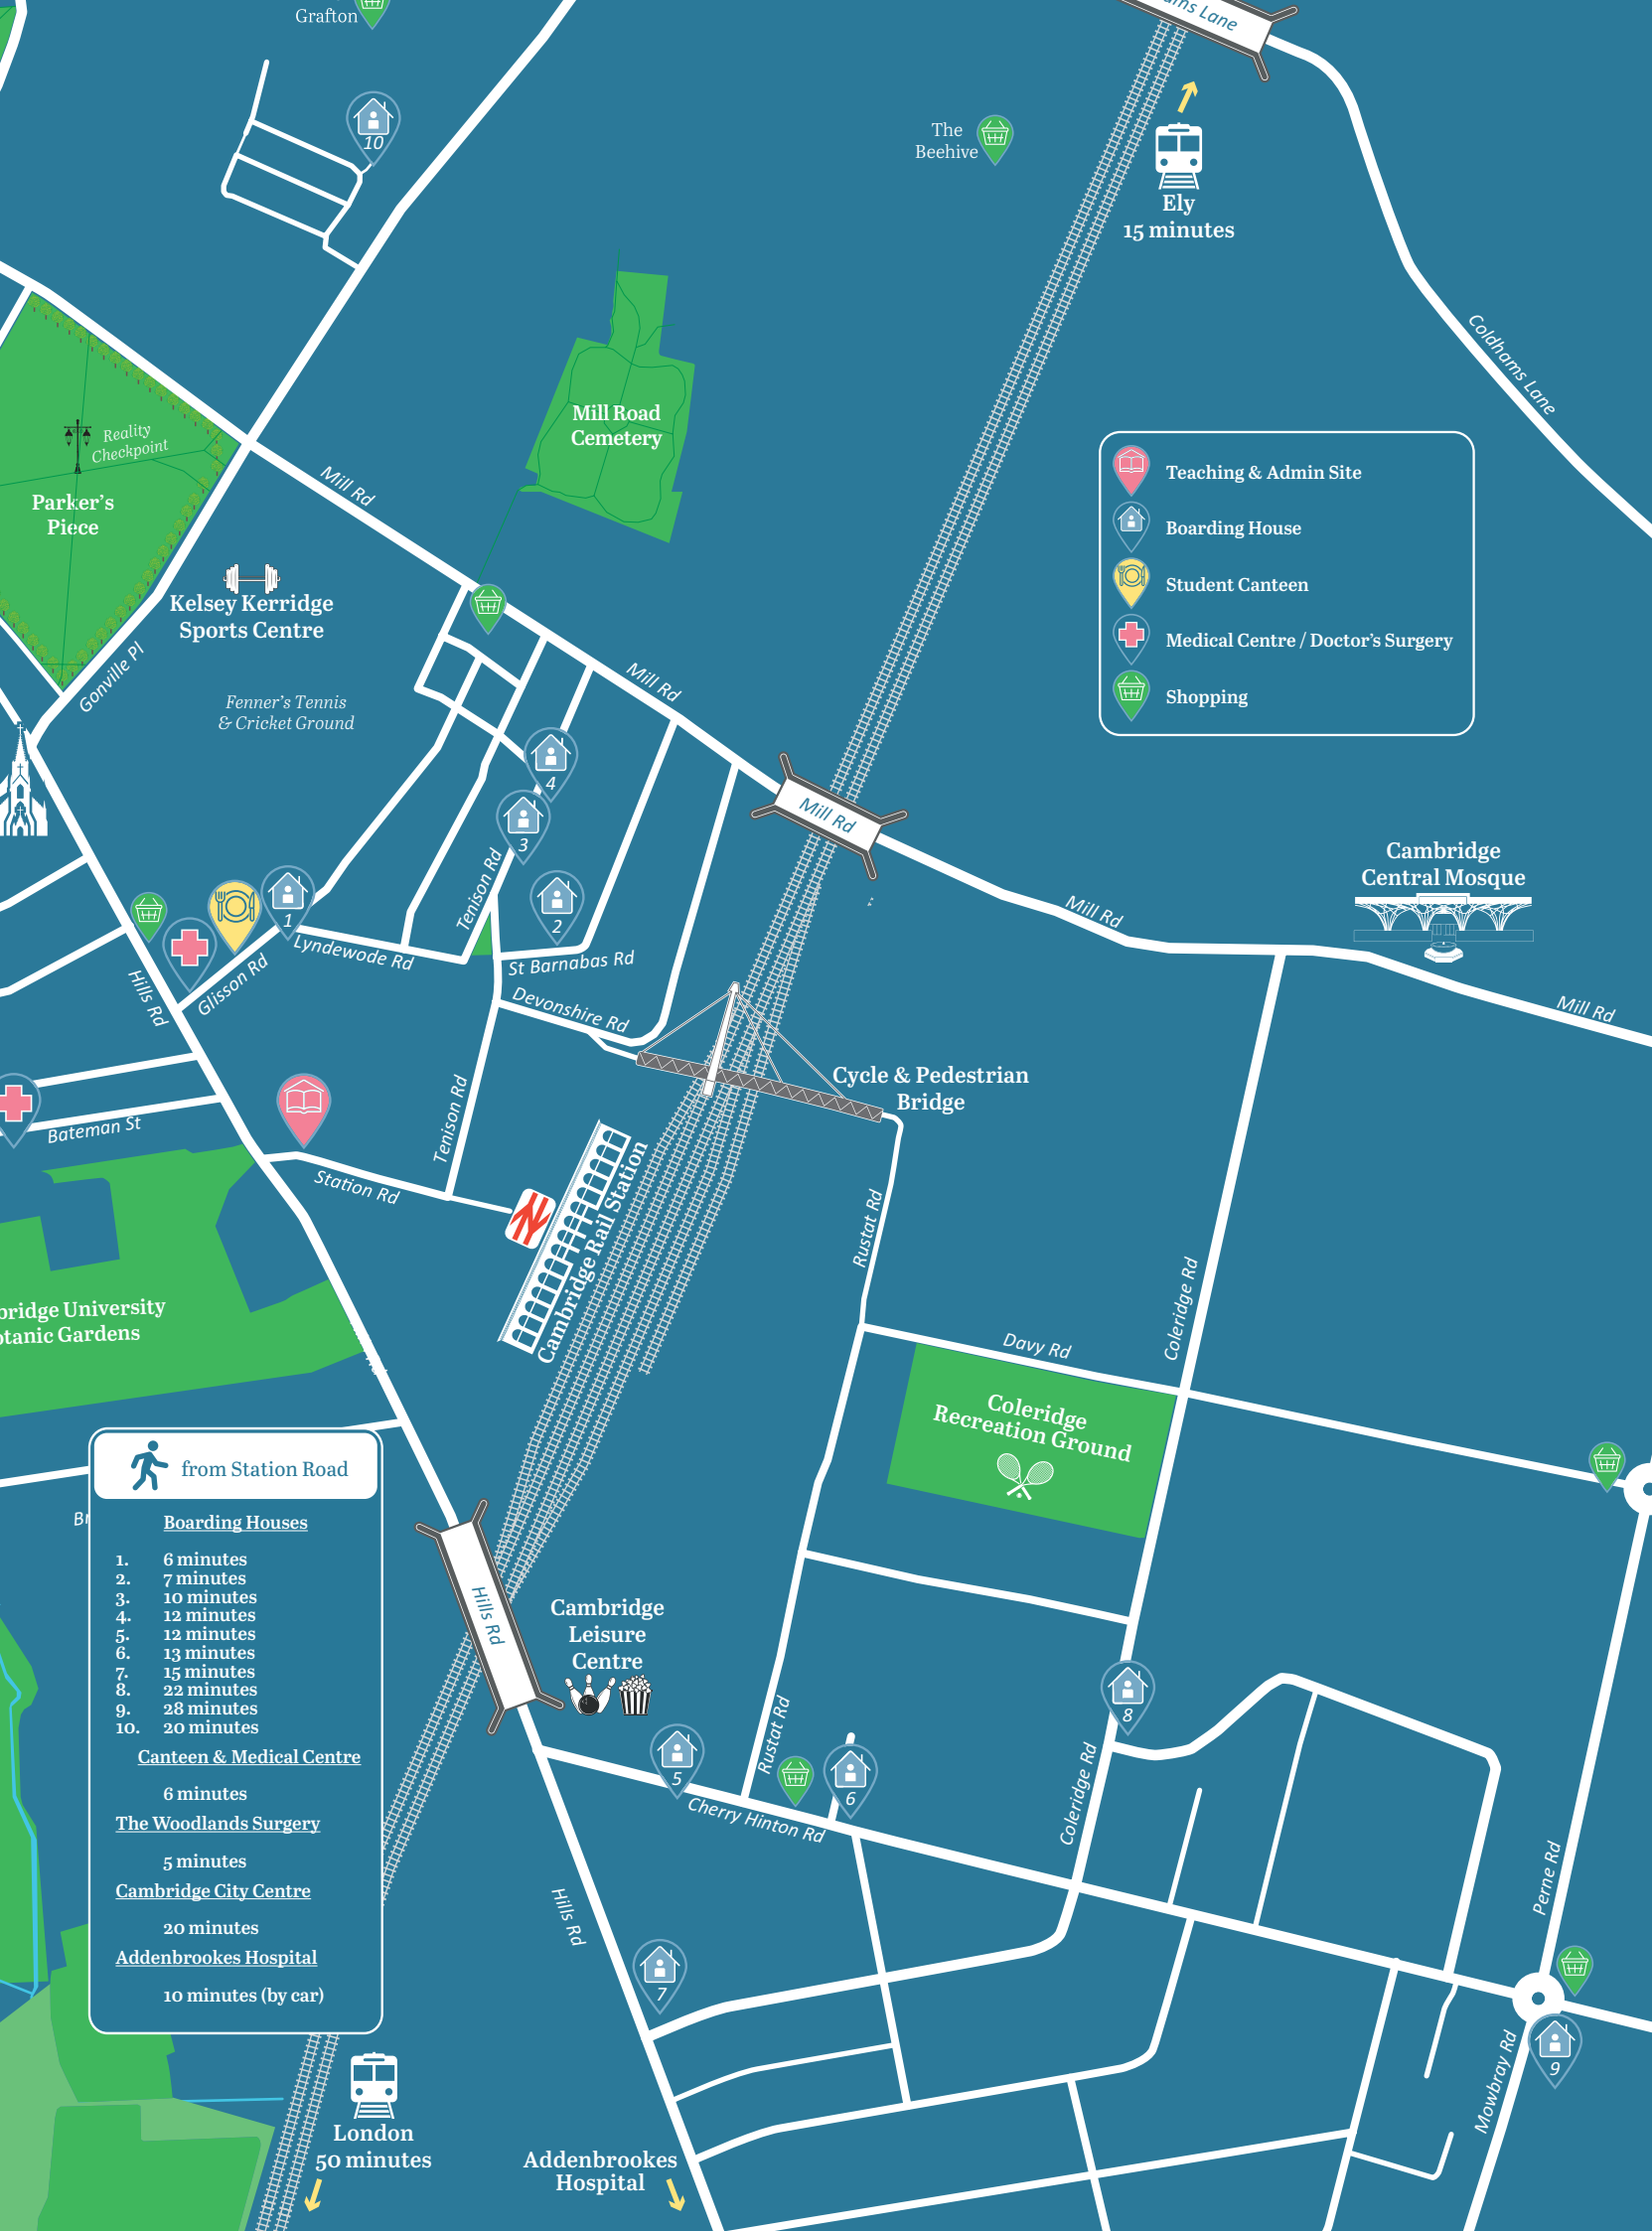 Grafton
ms Lane
10
The
Beehive
Ely
15 minutes
Coldhams Lane
Mill Road
Cemetery
Reality
Checkpoint
Parker's
Piece
Mill Rd
Kelsey Kerridge
Sports Centre
Gonville Pl
Fenner's Tennis
& Cricket Ground
Mill Rd
Teaching & Admin Site
Boarding House
Student Canteen
Medical Centre / Doctor's Surgery
Shopping
4
3
Mill Rd
Tenison Rd
1
2
Cambridge
Central Mosque
Mill Rd
Mill Rd
Lyndewode Rd
St Barnabas Rd
Hills Rd
Glisson Rd
Devonshire Rd
Cycle & Pedestrian
Bridge
Bateman St
Tenison Rd
Station Rd
Cambridge Rail Station
Rustat Rd
Coleridge Rd
bridge University
otanic Gardens
Davy Rd
Coleridge
Recreation Ground
from Station Road
Br
Boarding Houses
1. 6 minutes
2. 7 minutes
3. 10 minutes
4. 12 minutes
5. 12 minutes
6. 13 minutes
7. 15 minutes
8. 22 minutes
9. 28 minutes
10. 20 minutes
Canteen & Medical Centre
6 minutes
The Woodlands Surgery
5 minutes
Cambridge City Centre
20 minutes
Addenbrookes Hospital
10 minutes (by car)
Hills Rd
Cambridge
Leisure
Centre
Rustat Rd
5
6
8
Cherry Hinton Rd
Coleridge Rd
Hills Rd
Perne Rd
7
9
Mowbray Rd
London
50 minutes
Addenbrookes
Hospital